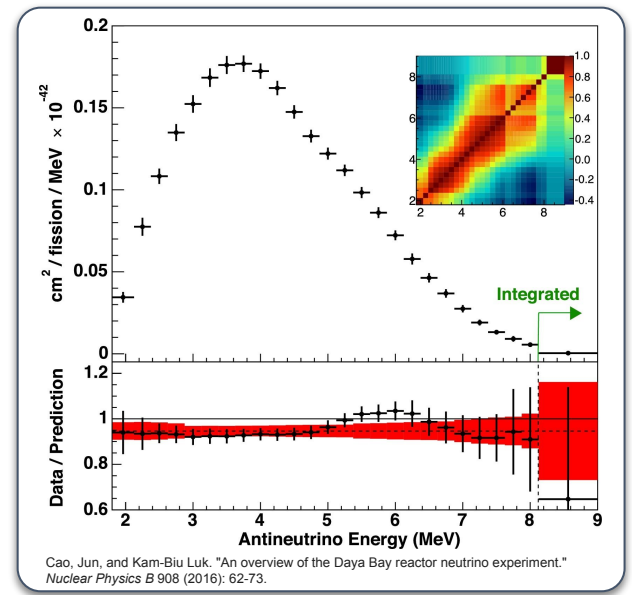 0.2
0.15
0.1
0.05
0
cm² / fission / MeV × 10⁻⁴²
1.0
0.8
0.6
0.4
0.2
0.0
-0.2
-0.4
8
6
4
2
2 4 6 8
Integrated
1.2
1
0.8
0.6
Data / Prediction
2 3 4 5 6 7 8 9
Antineutrino Energy (MeV)
Cao, Jun, and Kam-Biu Luk. "An overview of the Daya Bay reactor neutrino experiment."
Nuclear Physics B 908 (2016): 62-73.